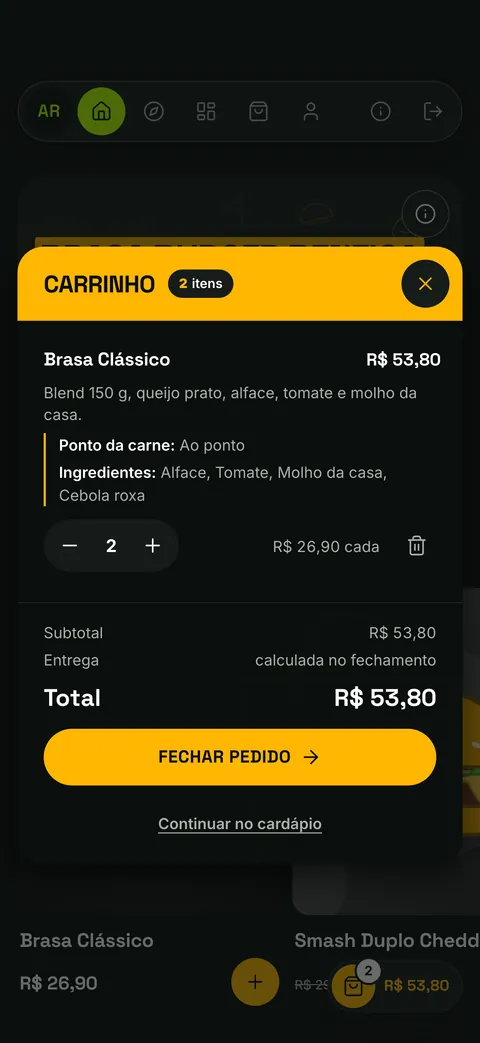 AR
CARRINHO 2 itens
Brasa Clássico R$ 53,80
Blend 150 g, queijo prato, alface, tomate e molho da
casa.
Ponto da carne: Ao ponto
Ingredientes: Alface, Tomate, Molho da casa,
Cebola roxa
2 R$ 26,90 cada
Subtotal R$ 53,80
Entrega calculada no fechamento
Total R$ 53,80
FECHAR PEDIDO →
Continuar no cardápio
Brasa Clássico Smash Duplo Chedd
R$ 26,90 2 R$ 53,80